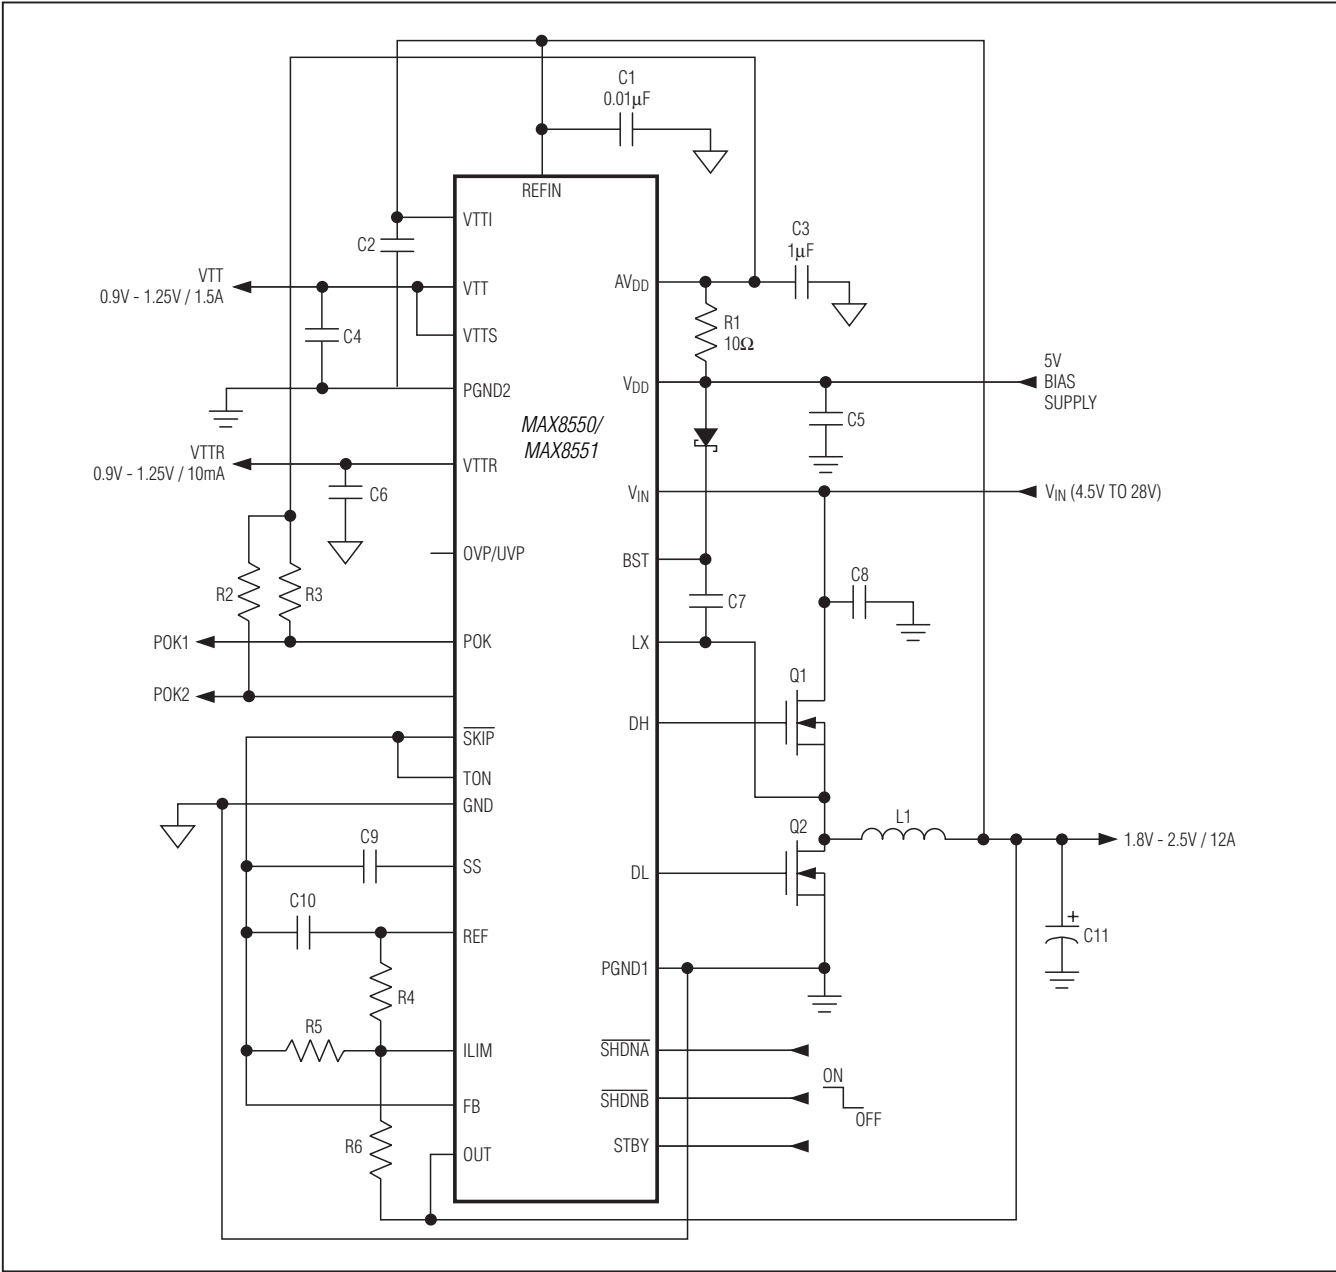 C1
0.01µF
REFIN
VTTI
C2
C3
1µF
VTT
0.9V - 1.25V / 1.5A
VTT
AVDD
R1
10Ω
C4
VTTS
5V
BIAS
SUPPLY
VDD
PGND2
C5
MAX8550/
MAX8551
VTTR
0.9V - 1.25V / 10mA
VTTR
C6
VIN
VIN (4.5V TO 28V)
OVP/UVP
BST
C8
R2
R3
C7
POK1
POK
LX
Q1
POK2
DH
SKIP
TON
GND
L1
Q2
1.8V - 2.5V / 12A
C9
SS
DL
C10
REF
C11
+
PGND1
R4
R5
ILIM
SHDNA
ON
SHDNB
OFF
FB
R6
OUT
STBY